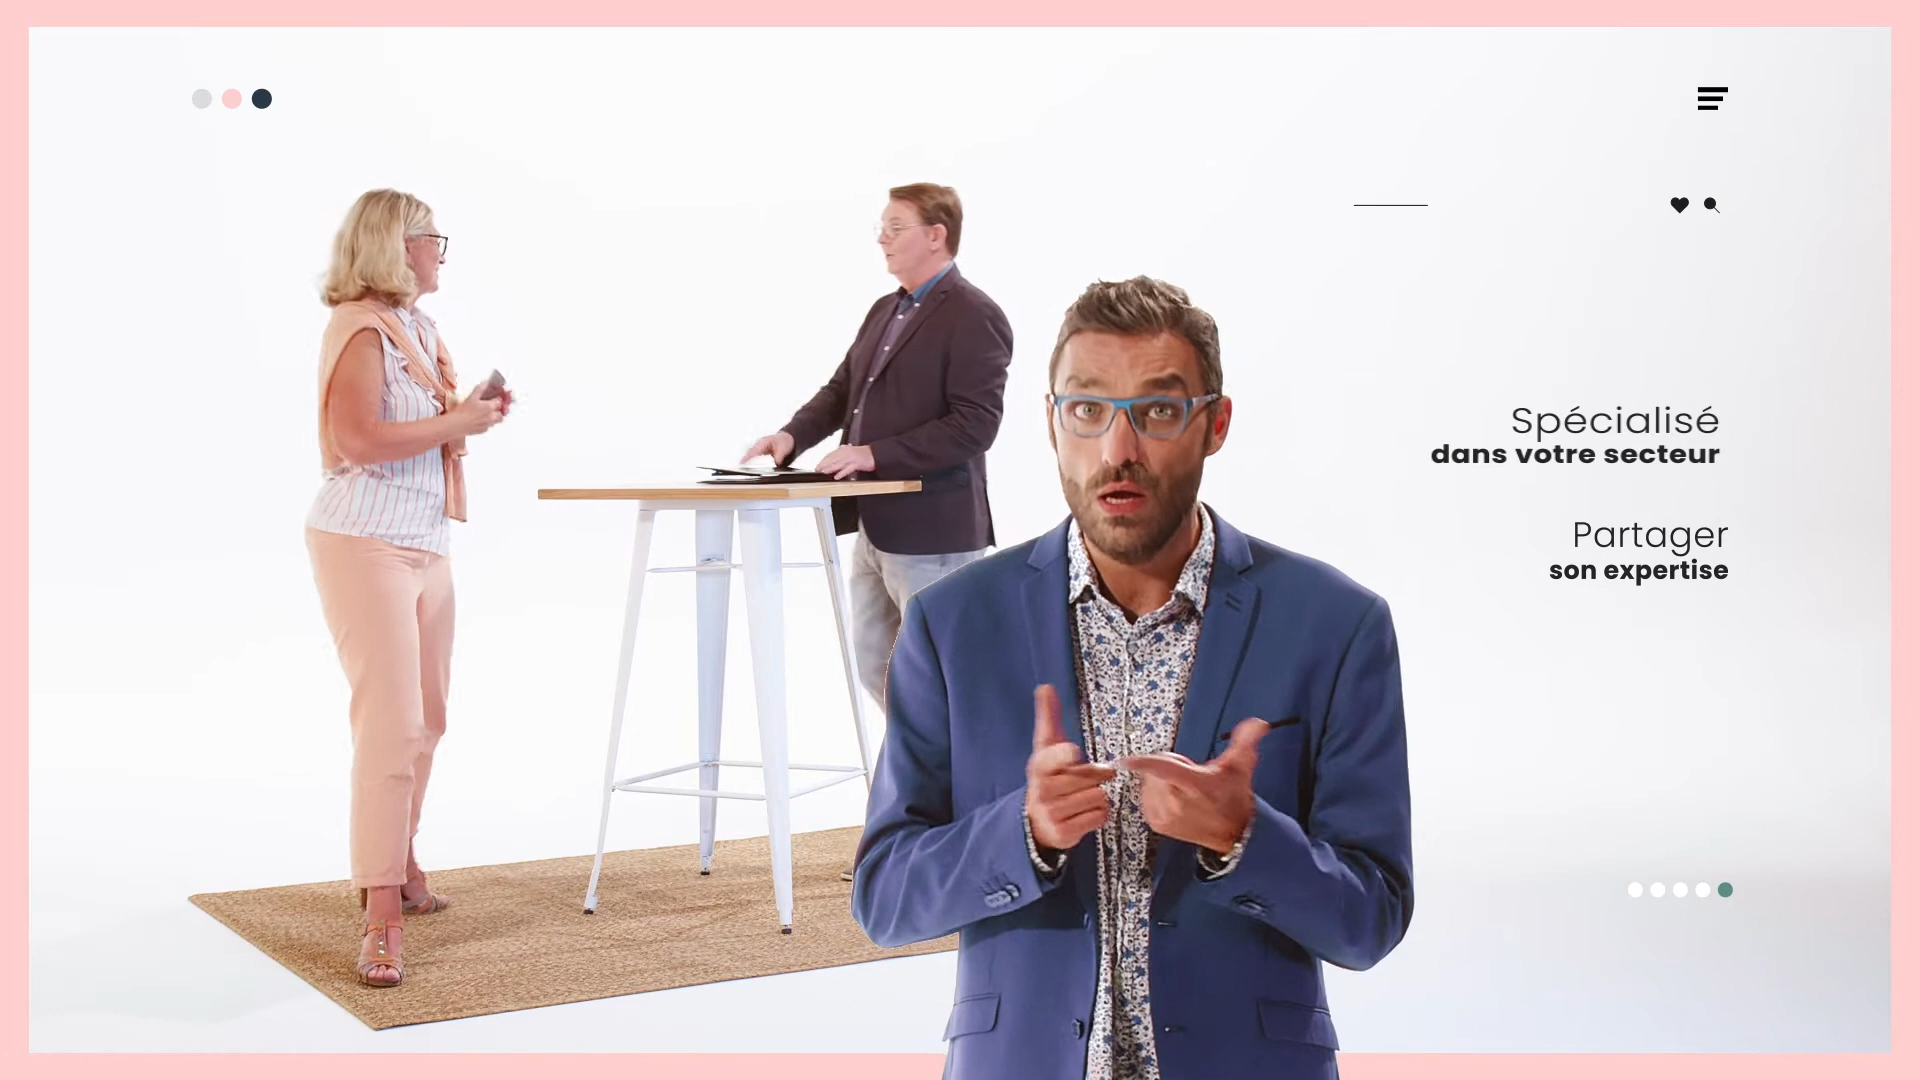 Spécialisé
dans votre secteur
Partager
son expertise